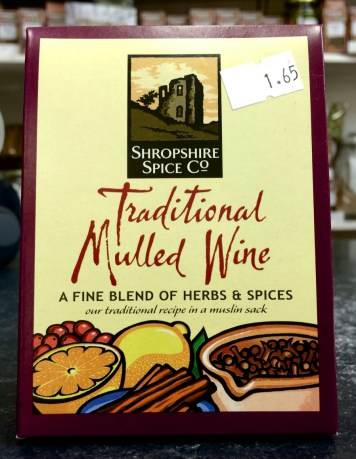 1.65
SHROPSHIRE
SPICE CO
Traditional
Mulled Wine
A FINE BLEND OF HERBS & SPICES
our traditional recipe in a muslin sack